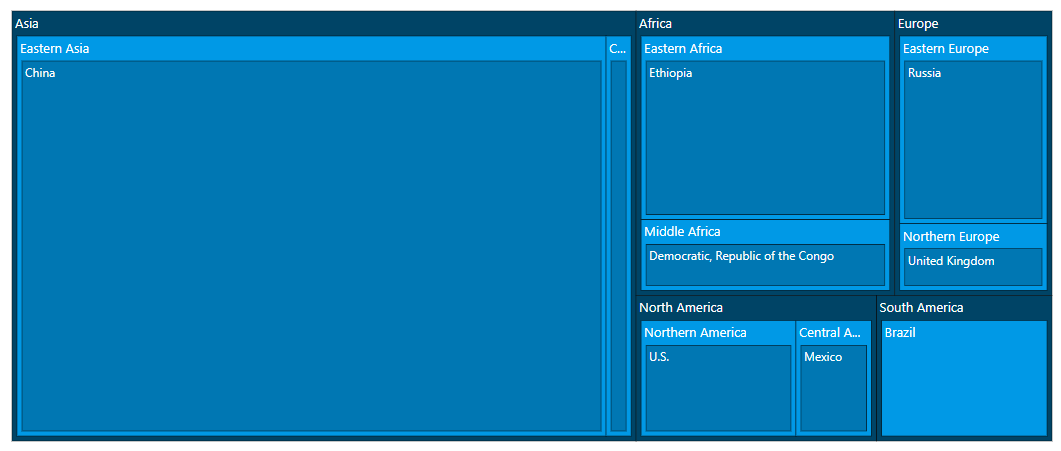 Asia
Eastern Asia
C...
China
Africa
Eastern Africa
Ethiopia
Middle Africa
Democratic, Republic of the Congo
Europe
Eastern Europe
Russia
Northern Europe
United Kingdom
North America
Northern America
U.S.
Central A...
Mexico
South America
Brazil